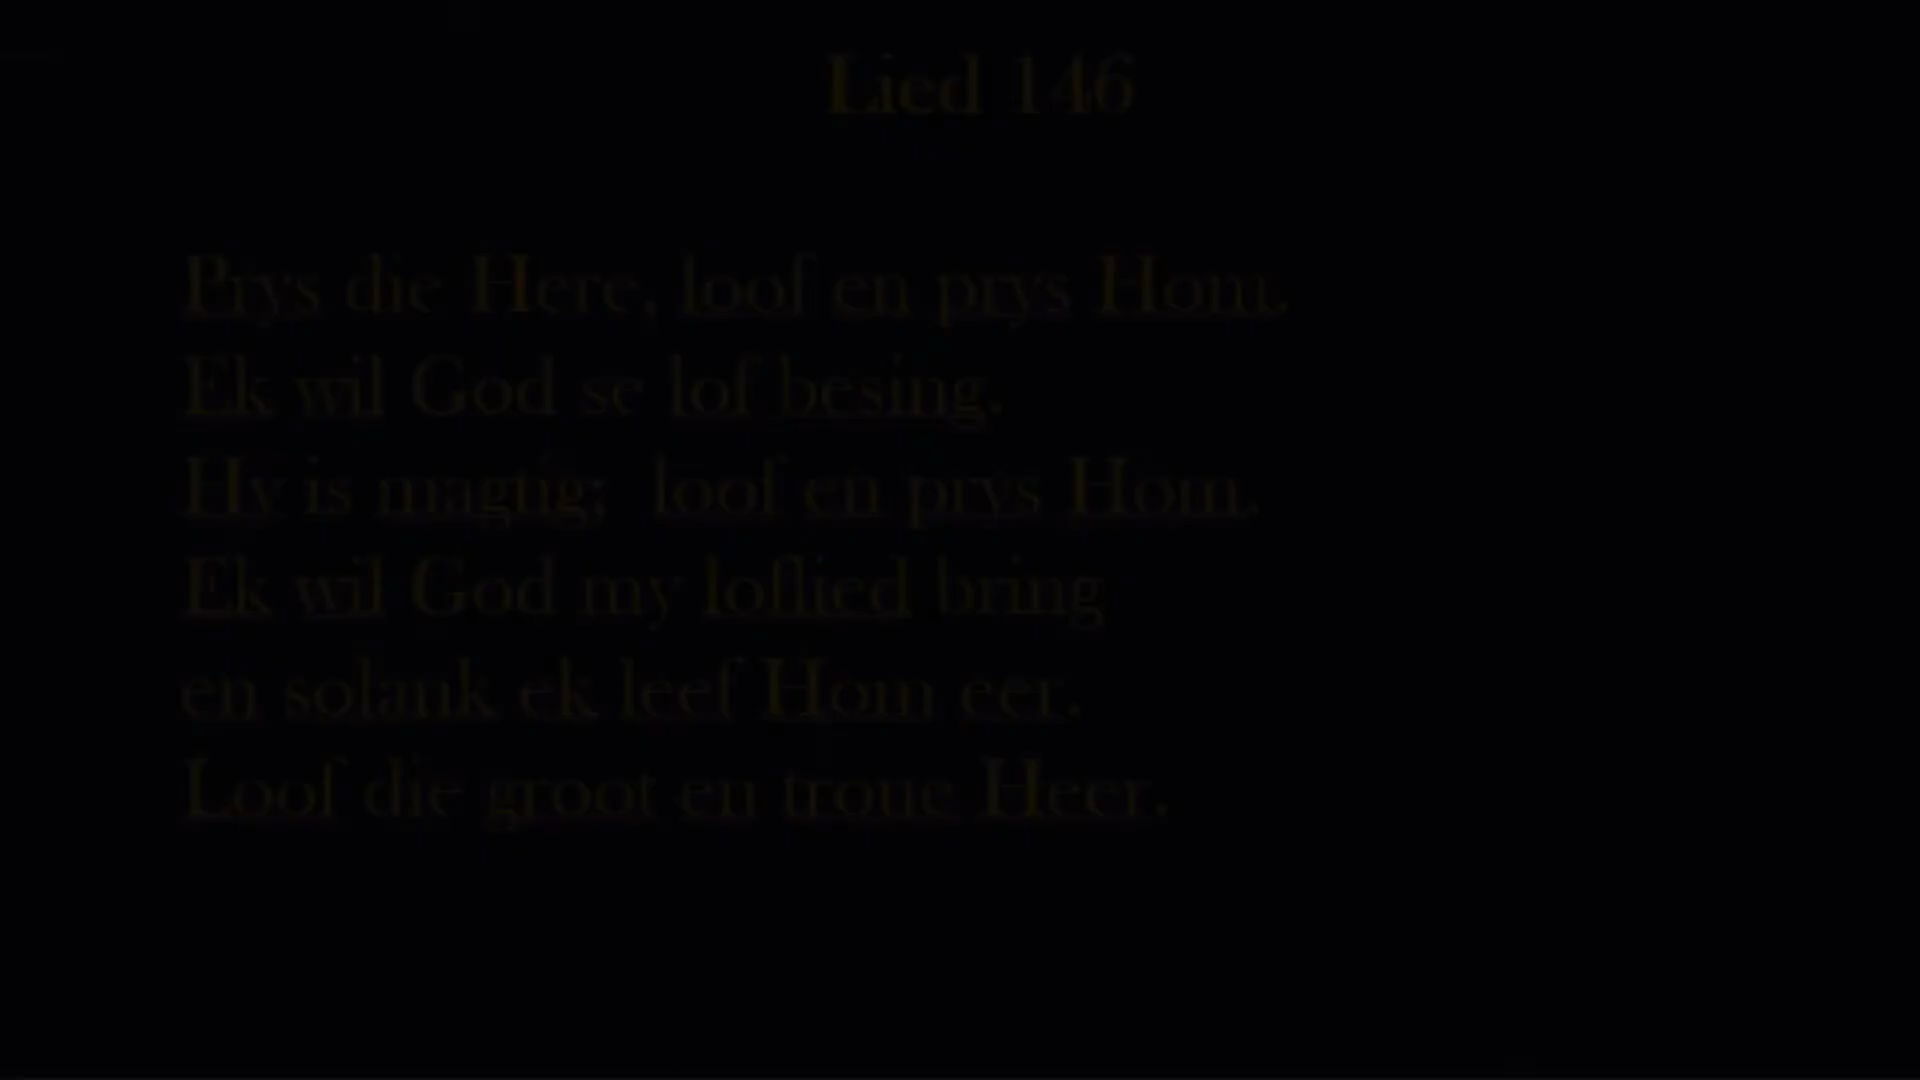 Lied 146
Prys die Here, loof en prys Hom.
Ek wil God se lof besing.
Hy is magtig; loof en prys Hom.
Ek wil God my loflied bring
en solank ek leef Hom eer.
Loof die groot en troue Heer.